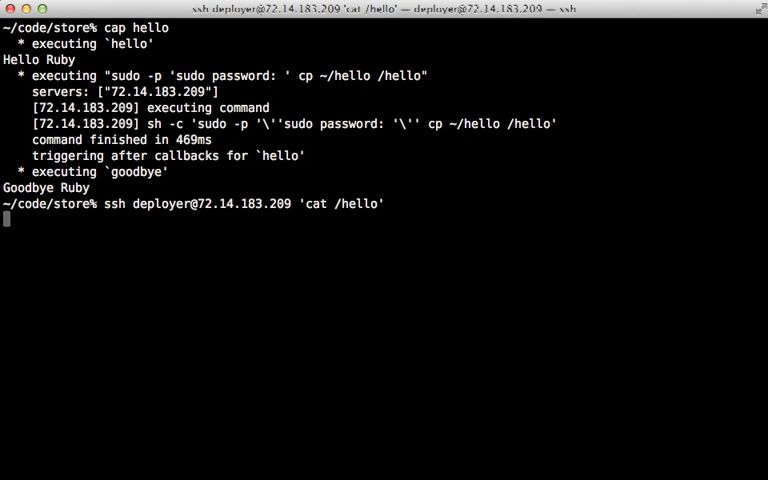 ssh deployer@72.14.183.209 'cat /hello' — deployer@72.14.183.209 — ssh
~/code/store% cap hello
  * executing `hello'
Hello Ruby
  * executing "sudo -p 'sudo password: ' cp ~/hello /hello"
    servers: ["72.14.183.209"]
    [72.14.183.209] executing command
    [72.14.183.209] sh -c 'sudo -p '\''sudo password: '\'' cp ~/hello /hello'
    command finished in 469ms
    triggering after callbacks for `hello'
  * executing `goodbye'
Goodbye Ruby
~/code/store% ssh deployer@72.14.183.209 'cat /hello'